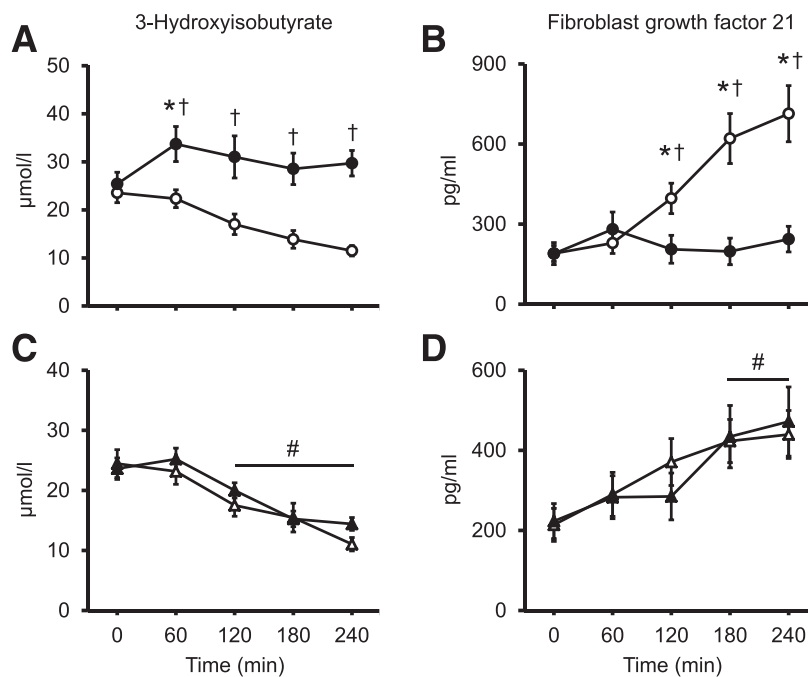 3-Hydroxyisobutyrate
Fibroblast growth factor 21
A
B
50
40
30
20
10
0
µmol/l
*†
†
†
†
900
600
300
0
pg/ml
*†
*†
*†
C
D
40
30
20
10
0
µmol/l
#
0 60 120 180 240
Time (min)
600
400
200
0
pg/ml
#
0 60 120 180 240
Time (min)